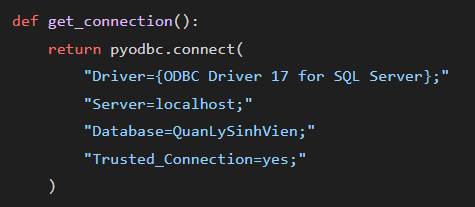 def get_connection():
    return pyodbc.connect(
        "Driver={ODBC Driver 17 for SQL Server};"
        "Server=localhost;"
        "Database=QuanLySinhVien;"
        "Trusted_Connection=yes;"
    )